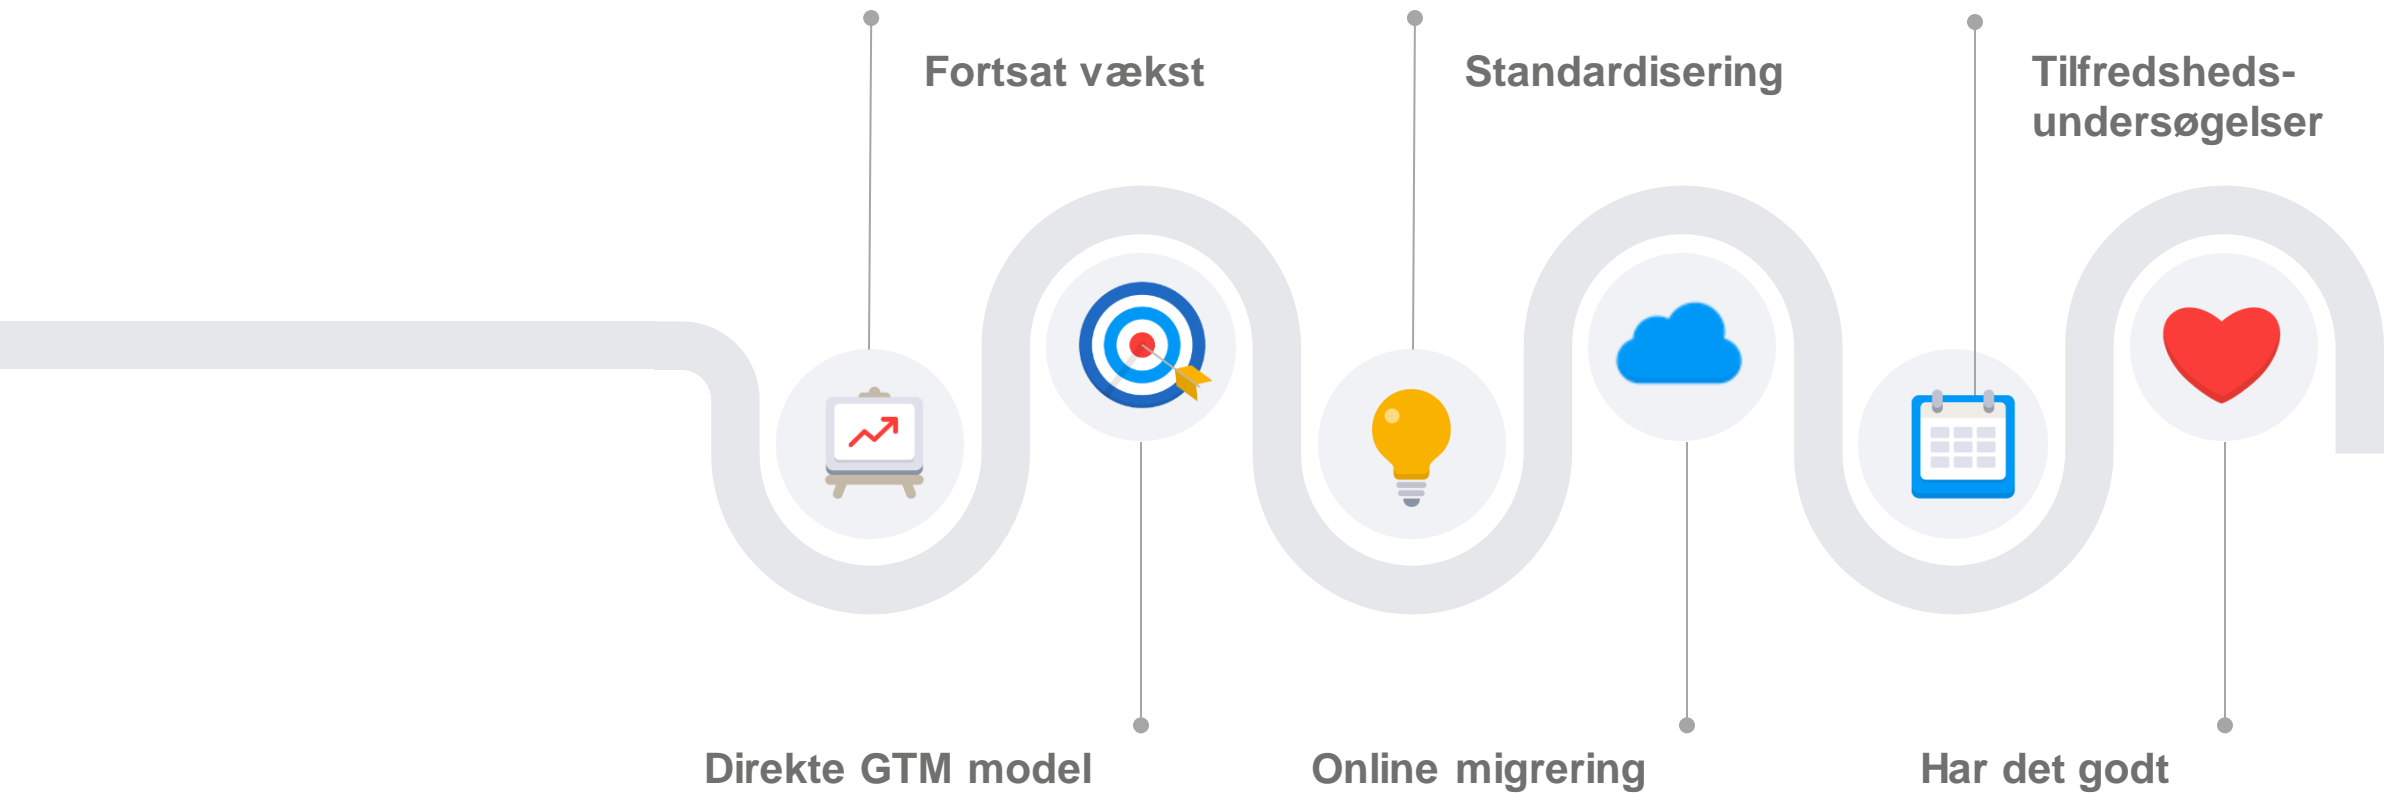 Fortsat vækst
Standardisering
Tilfredsheds-
undersøgelser
Direkte GTM model
Online migrering
Har det godt